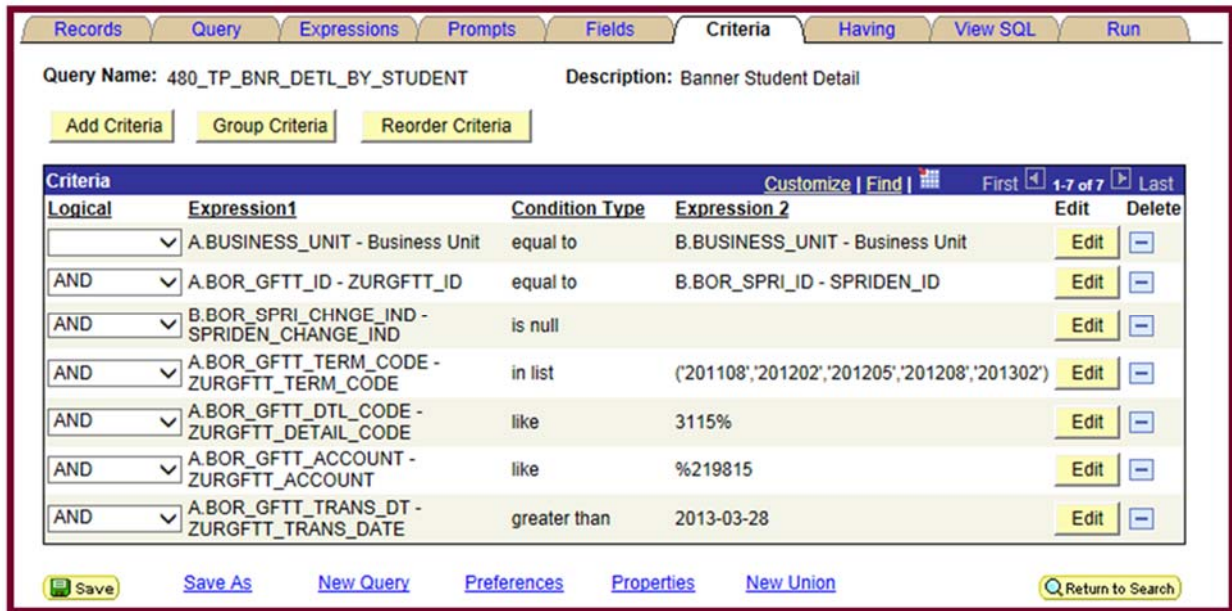 Records Query Expressions Prompts Fields Criteria Having View SQL Run
Query Name: 480_TP_BNR_DETL_BY_STUDENT Description: Banner Student Detail
Add Criteria Group Criteria Reorder Criteria
Criteria Customize | Find | First 1-7 of 7 Last
Logical Expression1 Condition Type Expression 2 Edit Delete
A.BUSINESS_UNIT - Business Unit equal to B.BUSINESS_UNIT - Business Unit Edit
AND A.BOR_GFTT_ID - ZURGFTT_ID equal to B.BOR_SPRI_ID - SPRIDEN_ID Edit
AND B.BOR_SPRI_CHNGE_IND -
SPRIDEN_CHANGE_IND is null Edit
AND A.BOR_GFTT_TERM_CODE -
ZURGFTT_TERM_CODE in list ('201108','201202','201205','201208','201302') Edit
AND A.BOR_GFTT_DTL_CODE -
ZURGFTT_DETAIL_CODE like 3115% Edit
AND A.BOR_GFTT_ACCOUNT -
ZURGFTT_ACCOUNT like %219815 Edit
AND A.BOR_GFTT_TRANS_DT -
ZURGFTT_TRANS_DATE greater than 2013-03-28 Edit
Save Save As New Query Preferences Properties New Union Return to Search